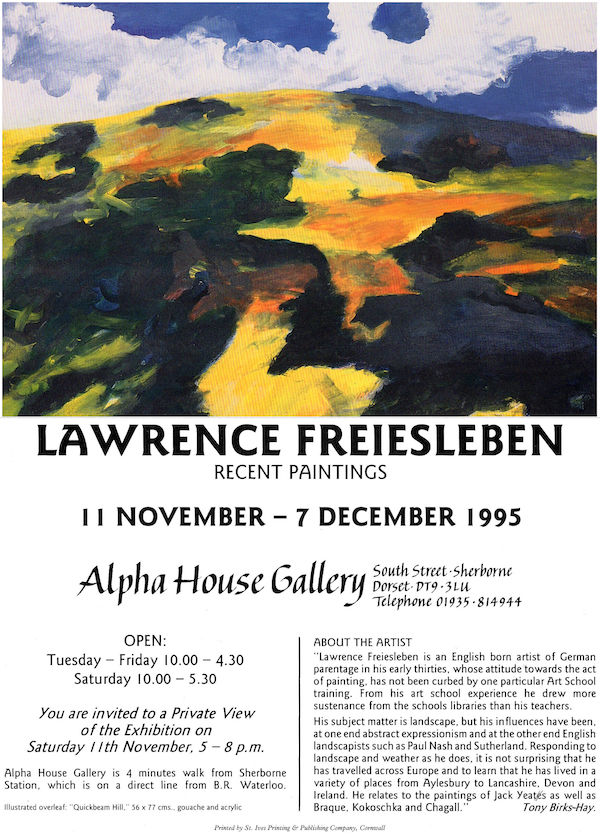 LAWRENCE FREIESLEBEN
RECENT PAINTINGS
11 NOVEMBER – 7 DECEMBER 1995
Alpha House Gallery
South Street · Sherborne
Dorset · DT9 · 3LU
Telephone 01935 · 814944
OPEN:
Tuesday – Friday 10.00 – 4.30
Saturday 10.00 – 5.30
You are invited to a Private View
of the Exhibition on
Saturday 11th November, 5 – 8 p.m.
Alpha House Gallery is 4 minutes walk from Sherborne
Station, which is on a direct line from B.R. Waterloo.
Illustrated overleaf: "Quickbeam Hill," 56 x 77 cms., gouache and acrylic
ABOUT THE ARTIST
"Lawrence Freiesleben is an English born artist of German
parentage in his early thirties, whose attitude towards the act
of painting, has not been curbed by one particular Art School
training. From his art school experience he drew more
sustenance from the schools libraries than his teachers.
His subject matter is landscape, but his influences have been,
at one end abstract expressionism and at the other end English
landscapists such as Paul Nash and Sutherland. Responding to
landscape and weather as he does, it is not surprising that he
has travelled across Europe and to learn that he has lived in a
variety of places from Aylesbury to Lancashire, Devon and
Ireland. He relates to the paintings of Jack Yeates as well as
Braque, Kokoschka and Chagall." Tony Birks-Hay.
Printed by St. Ives Printing & Publishing Company, Cornwall